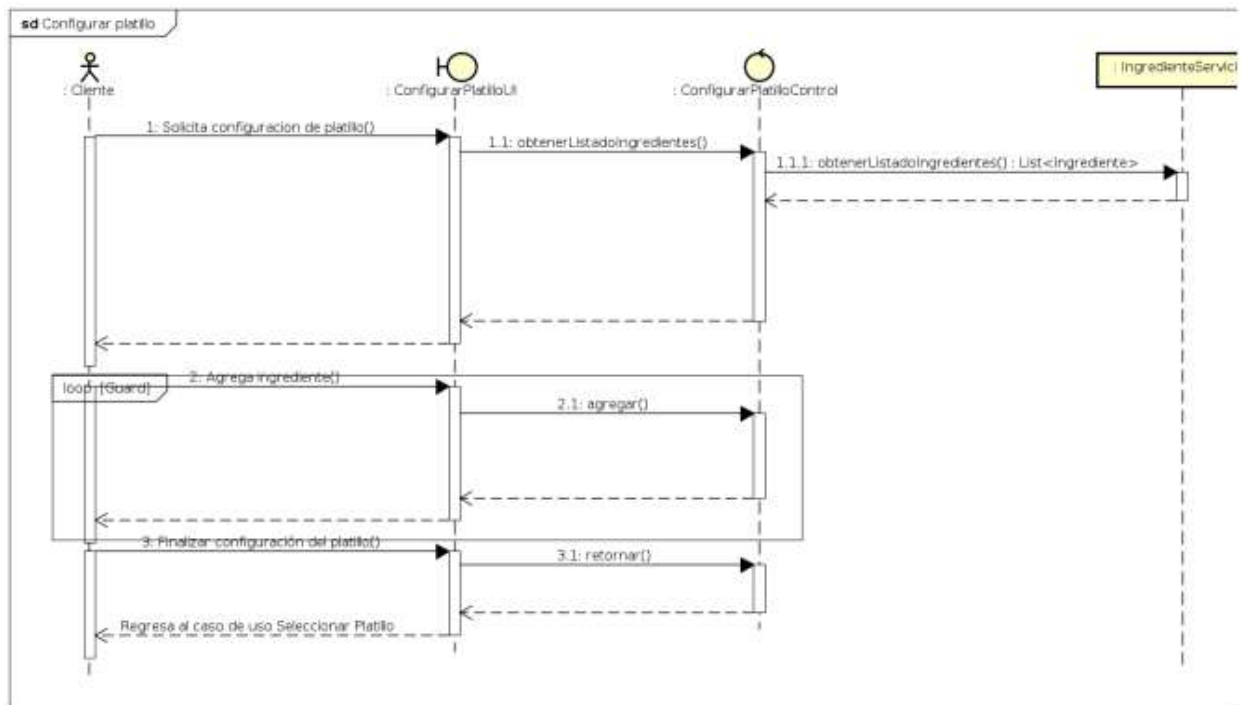 sd Configurar platillo
: Cliente
: ConfigurarPlatilloUI
: ConfigurarPlatilloControl
: IngredienteServici
1: Solicita configuracion de platillo()
1.1: obtenerListadoIngredientes()
1.1.1: obtenerListadoIngredientes() : List<ingrediente>
loop [Guard]
2: Agrega ingrediente()
2.1: agregar()
3: Finalizar configuración del platillo()
3.1: retornar()
Regresa al caso de uso Seleccionar Platillo